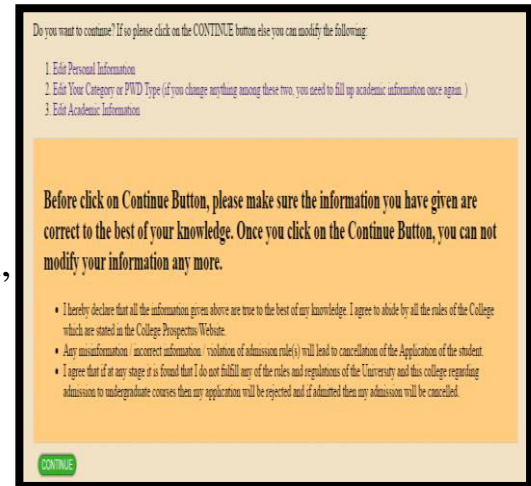 Do you want to continue? If so please click on the CONTINUE button else you can modify the following:
1. Edit Personal Information
2. Edit Your Category or PWD Type (if you change anything among these two, you need to fill up academic information once again. )
3. Edit Academic Information
Before click on Continue Button, please make sure the information you have given are
correct to the best of your knowledge. Once you click on the Continue Button, you can not
modify your information any more.
,
• I hereby declare that all the information given above are true to the best of my knowledge. I agree to abide by all the rules of the College
which are stated in the College Prospectus/Website.
• Any misinformation / incorrect information / violation of admission rule(s) will lead to cancellation of the Application of the student.
• I agree that if at any stage it is found that I do not fulfill any of the rules and regulations of the University and this college regarding
admission to undergraduate courses then my application will be rejected and if admitted then my admission will be cancelled.
CONTINUE